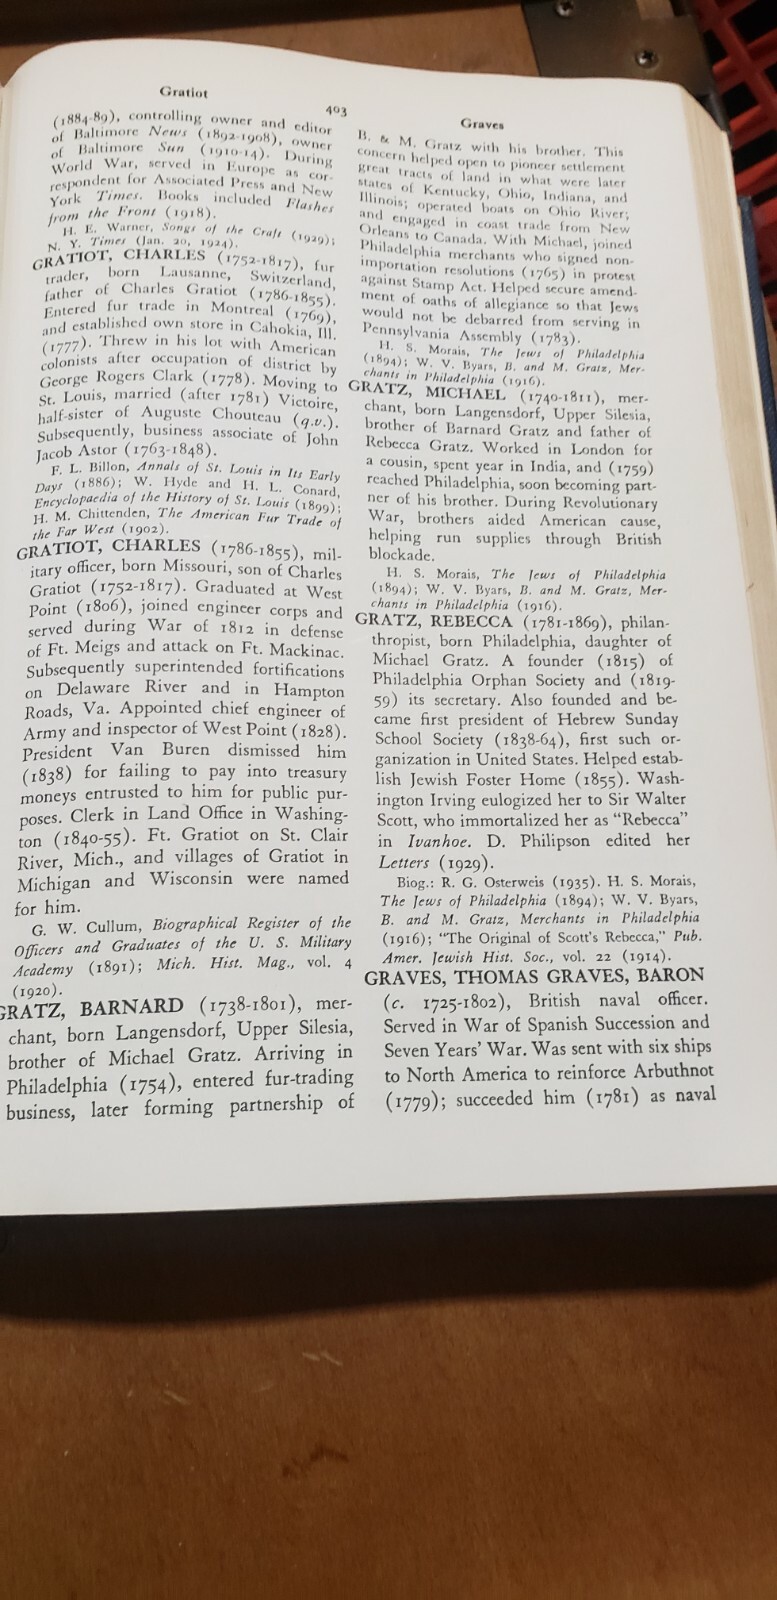 Gratiot
403
Graves
(1884-89), controlling owner and editor
of Baltimore News (1892-1908), owner
of Baltimore Sun (1910-14). During
World War, served in Europe as cor-
respondent for Associated Press and New
York Times. Books included Flashes
from the Front (1918).
H. E. Warner, Songs of the Craft (1929);
N. Y. Times (Jan. 20, 1924).
GRATIOT, CHARLES (1752-1817), fur
trader, born Lausanne, Switzerland,
father of Charles Gratiot (1786-1855).
Entered fur trade in Montreal (1769),
and established own store in Cahokia, Ill.
(1777). Threw in his lot with American
colonists after occupation of district by
George Rogers Clark (1778). Moving to
St. Louis, married (after 1781) Victoire,
half-sister of Auguste Chouteau (q.v.).
Subsequently, business associate of John
Jacob Astor (1763-1848).
F. L. Billon, Annals of St. Louis in Its Early
Days (1886); W. Hyde and H. L. Conard,
Encyclopaedia of the History of St. Louis (1899);
H. M. Chittenden, The American Fur Trade of
the Far West (1902).
GRATIOT, CHARLES (1786-1855), mil-
itary officer, born Missouri, son of Charles
Gratiot (1752-1817). Graduated at West
Point (1806), joined engineer corps and
served during War of 1812 in defense
of Ft. Meigs and attack on Ft. Mackinac.
Subsequently superintended fortifications
on Delaware River and in Hampton
Roads, Va. Appointed chief engineer of
Army and inspector of West Point (1828).
President Van Buren dismissed him
(1838) for failing to pay into treasury
moneys entrusted to him for public pur-
poses. Clerk in Land Office in Washing-
ton (1840-55). Ft. Gratiot on St. Clair
River, Mich., and villages of Gratiot in
Michigan and Wisconsin were named
for him.
G. W. Cullum, Biographical Register of the
Officers and Graduates of the U. S. Military
Academy (1891); Mich. Hist. Mag., vol. 4
(1920).
GRATZ, BARNARD (1738-1801), mer-
chant, born Langensdorf, Upper Silesia,
brother of Michael Gratz. Arriving in
Philadelphia (1754), entered fur-trading
business, later forming partnership of
B. & M. Gratz with his brother. This
concern helped open to pioneer settlement
great tracts of land in what were later
states of Kentucky, Ohio, Indiana, and
Illinois; operated boats on Ohio River;
and engaged in coast trade from New
Orleans to Canada. With Michael, joined
Philadelphia merchants who signed non-
importation resolutions (1765) in protest
against Stamp Act. Helped secure amend-
ment of oaths of allegiance so that Jews
would not be debarred from serving in
Pennsylvania Assembly (1783).
H. S. Morais, The Jews of Philadelphia
(1894); W. V. Byars, B. and M. Gratz, Mer-
chants in Philadelphia (1916).
GRATZ, MICHAEL (1740-1811), mer-
chant, born Langensdorf, Upper Silesia,
brother of Barnard Gratz and father of
Rebecca Gratz. Worked in London for
a cousin, spent year in India, and (1759)
reached Philadelphia, soon becoming part-
ner of his brother. During Revolutionary
War, brothers aided American cause,
helping run supplies through British
blockade.
H. S. Morais, The Jews of Philadelphia
(1894); W. V. Byars, B. and M. Gratz, Mer-
chants in Philadelphia (1916).
GRATZ, REBECCA (1781-1869), philan-
thropist, born Philadelphia, daughter of
Michael Gratz. A founder (1815) of
Philadelphia Orphan Society and (1819-
59) its secretary. Also founded and be-
came first president of Hebrew Sunday
School Society (1838-64), first such or-
ganization in United States. Helped estab-
lish Jewish Foster Home (1855). Wash-
ington Irving eulogized her to Sir Walter
Scott, who immortalized her as "Rebecca"
in Ivanhoe. D. Philipson edited her
Letters (1929).
Biog.: R. G. Osterweis (1935). H. S. Morais,
The Jews of Philadelphia (1894); W. V. Byars,
B. and M. Gratz, Merchants in Philadelphia
(1916); "The Original of Scott's Rebecca," Pub.
Amer. Jewish Hist. Soc., vol. 22 (1914).
GRAVES, THOMAS GRAVES, BARON
(c. 1725-1802), British naval officer.
Served in War of Spanish Succession and
Seven Years' War. Was sent with six ships
to North America to reinforce Arbuthnot
(1779); succeeded him (1781) as naval